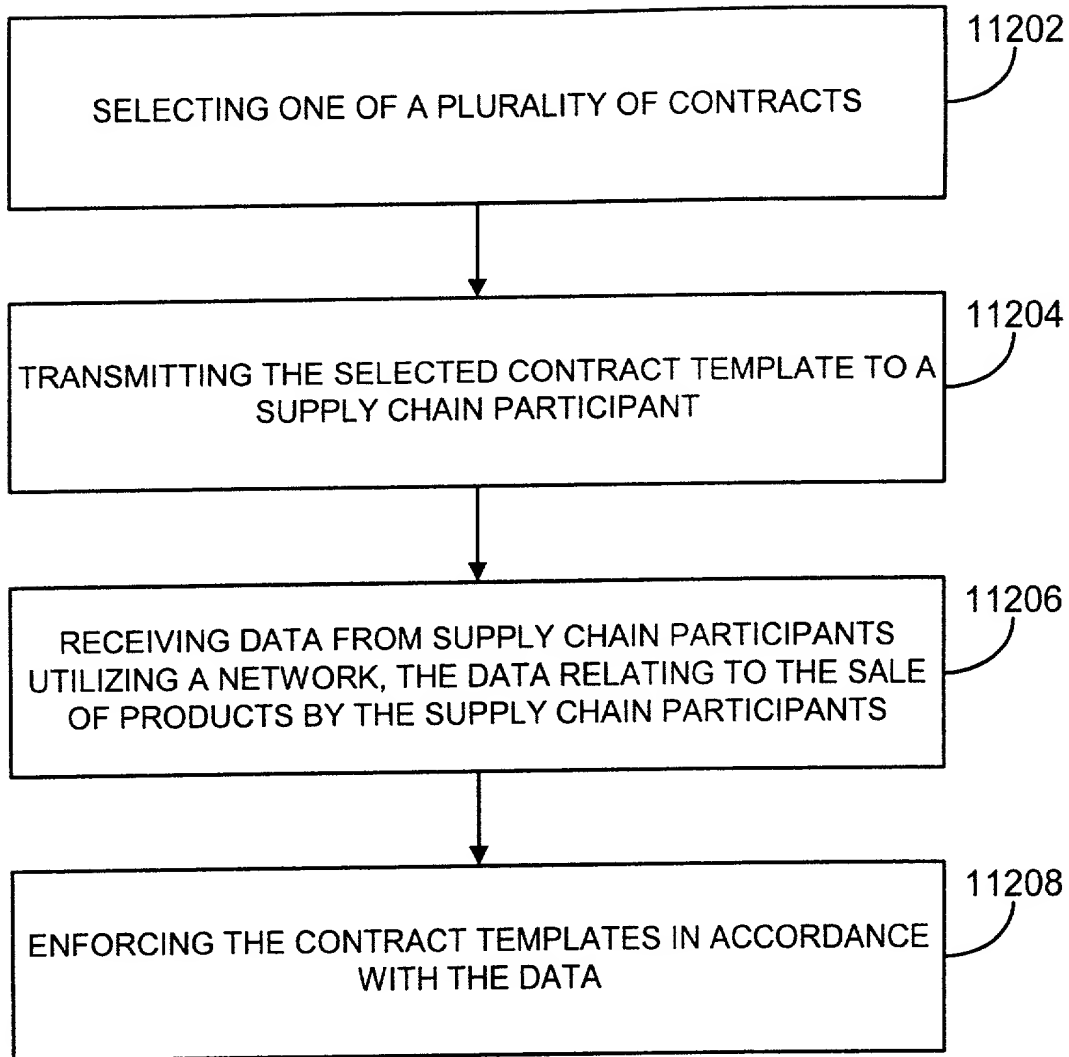 11202
SELECTING ONE OF A PLURALITY OF CONTRACTS
11204
TRANSMITTING THE SELECTED CONTRACT TEMPLATE TO A
SUPPLY CHAIN PARTICIPANT
11206
RECEIVING DATA FROM SUPPLY CHAIN PARTICIPANTS
UTILIZING A NETWORK, THE DATA RELATING TO THE SALE
OF PRODUCTS BY THE SUPPLY CHAIN PARTICIPANTS
11208
ENFORCING THE CONTRACT TEMPLATES IN ACCORDANCE
WITH THE DATA